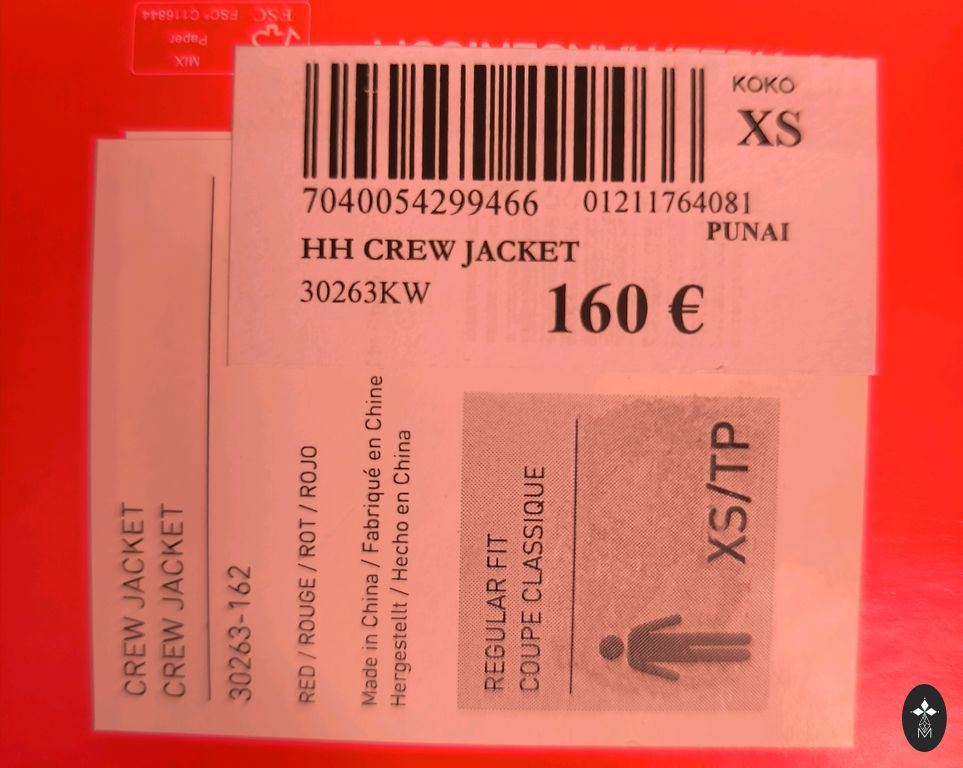 FSC
FSC® C116844
MIX
Paper
KOKO
XS
7040054299466 01211764081
PUNAI
HH CREW JACKET
30263KW
160 €
CREW JACKET
CREW JACKET
30263-162
RED / ROUGE / ROT / ROJO
Made in China / Fabriqué en Chine
Hergestellt / Hecho en China
REGULAR FIT
COUPE CLASSIQUE
XS/TP
M